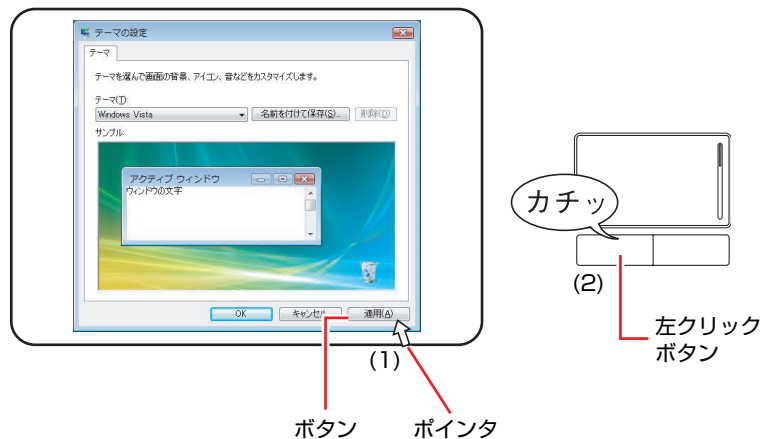 テーマの設定
テーマ
テーマを選んで画面の背景、アイコン、音などをカスタマイズします。
テーマ(T):
Windows Vista
名前を付けて保存(S)...
削除(D)
サンプル:
アクティブ ウィンドウ
ウィンドウの文字
OK
キャンセル
適用(A)
(1)
ボタン
ポインタ
カチッ
(2)
左クリック
ボタン